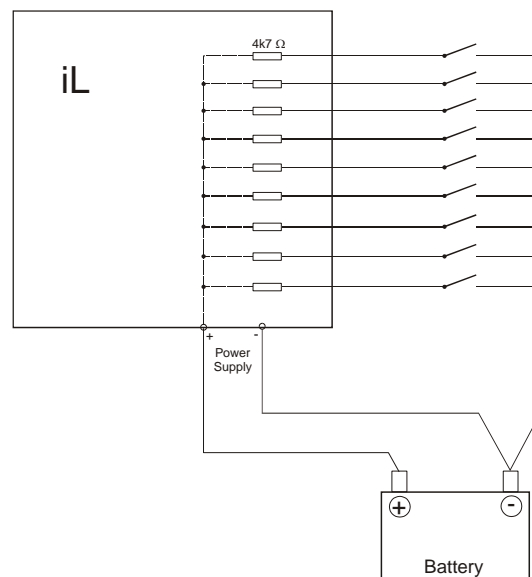 4k7 Ω
iL
+ -
Power
Supply
+ -
Battery